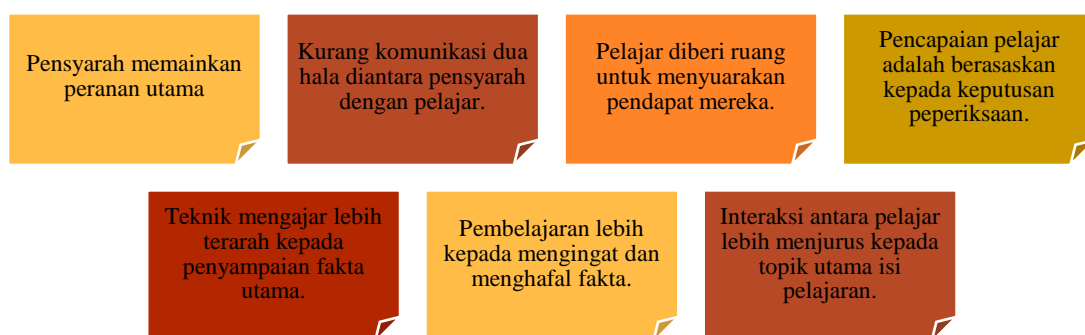 Pensyarah memainkan
peranan utama
Kurang komunikasi dua
hala diantara pensyarah
dengan pelajar.
Pelajar diberi ruang
untuk menyuarakan
pendapat mereka.
Pencapaian pelajar
adalah berasaskan
kepada keputusan
peperiksaan.
Teknik mengajar lebih
terarah kepada
penyampaian fakta
utama.
Pembelajaran lebih
kepada mengingat dan
menghafal fakta.
Interaksi antara pelajar
lebih menjurus kepada
topik utama isi
pelajaran.